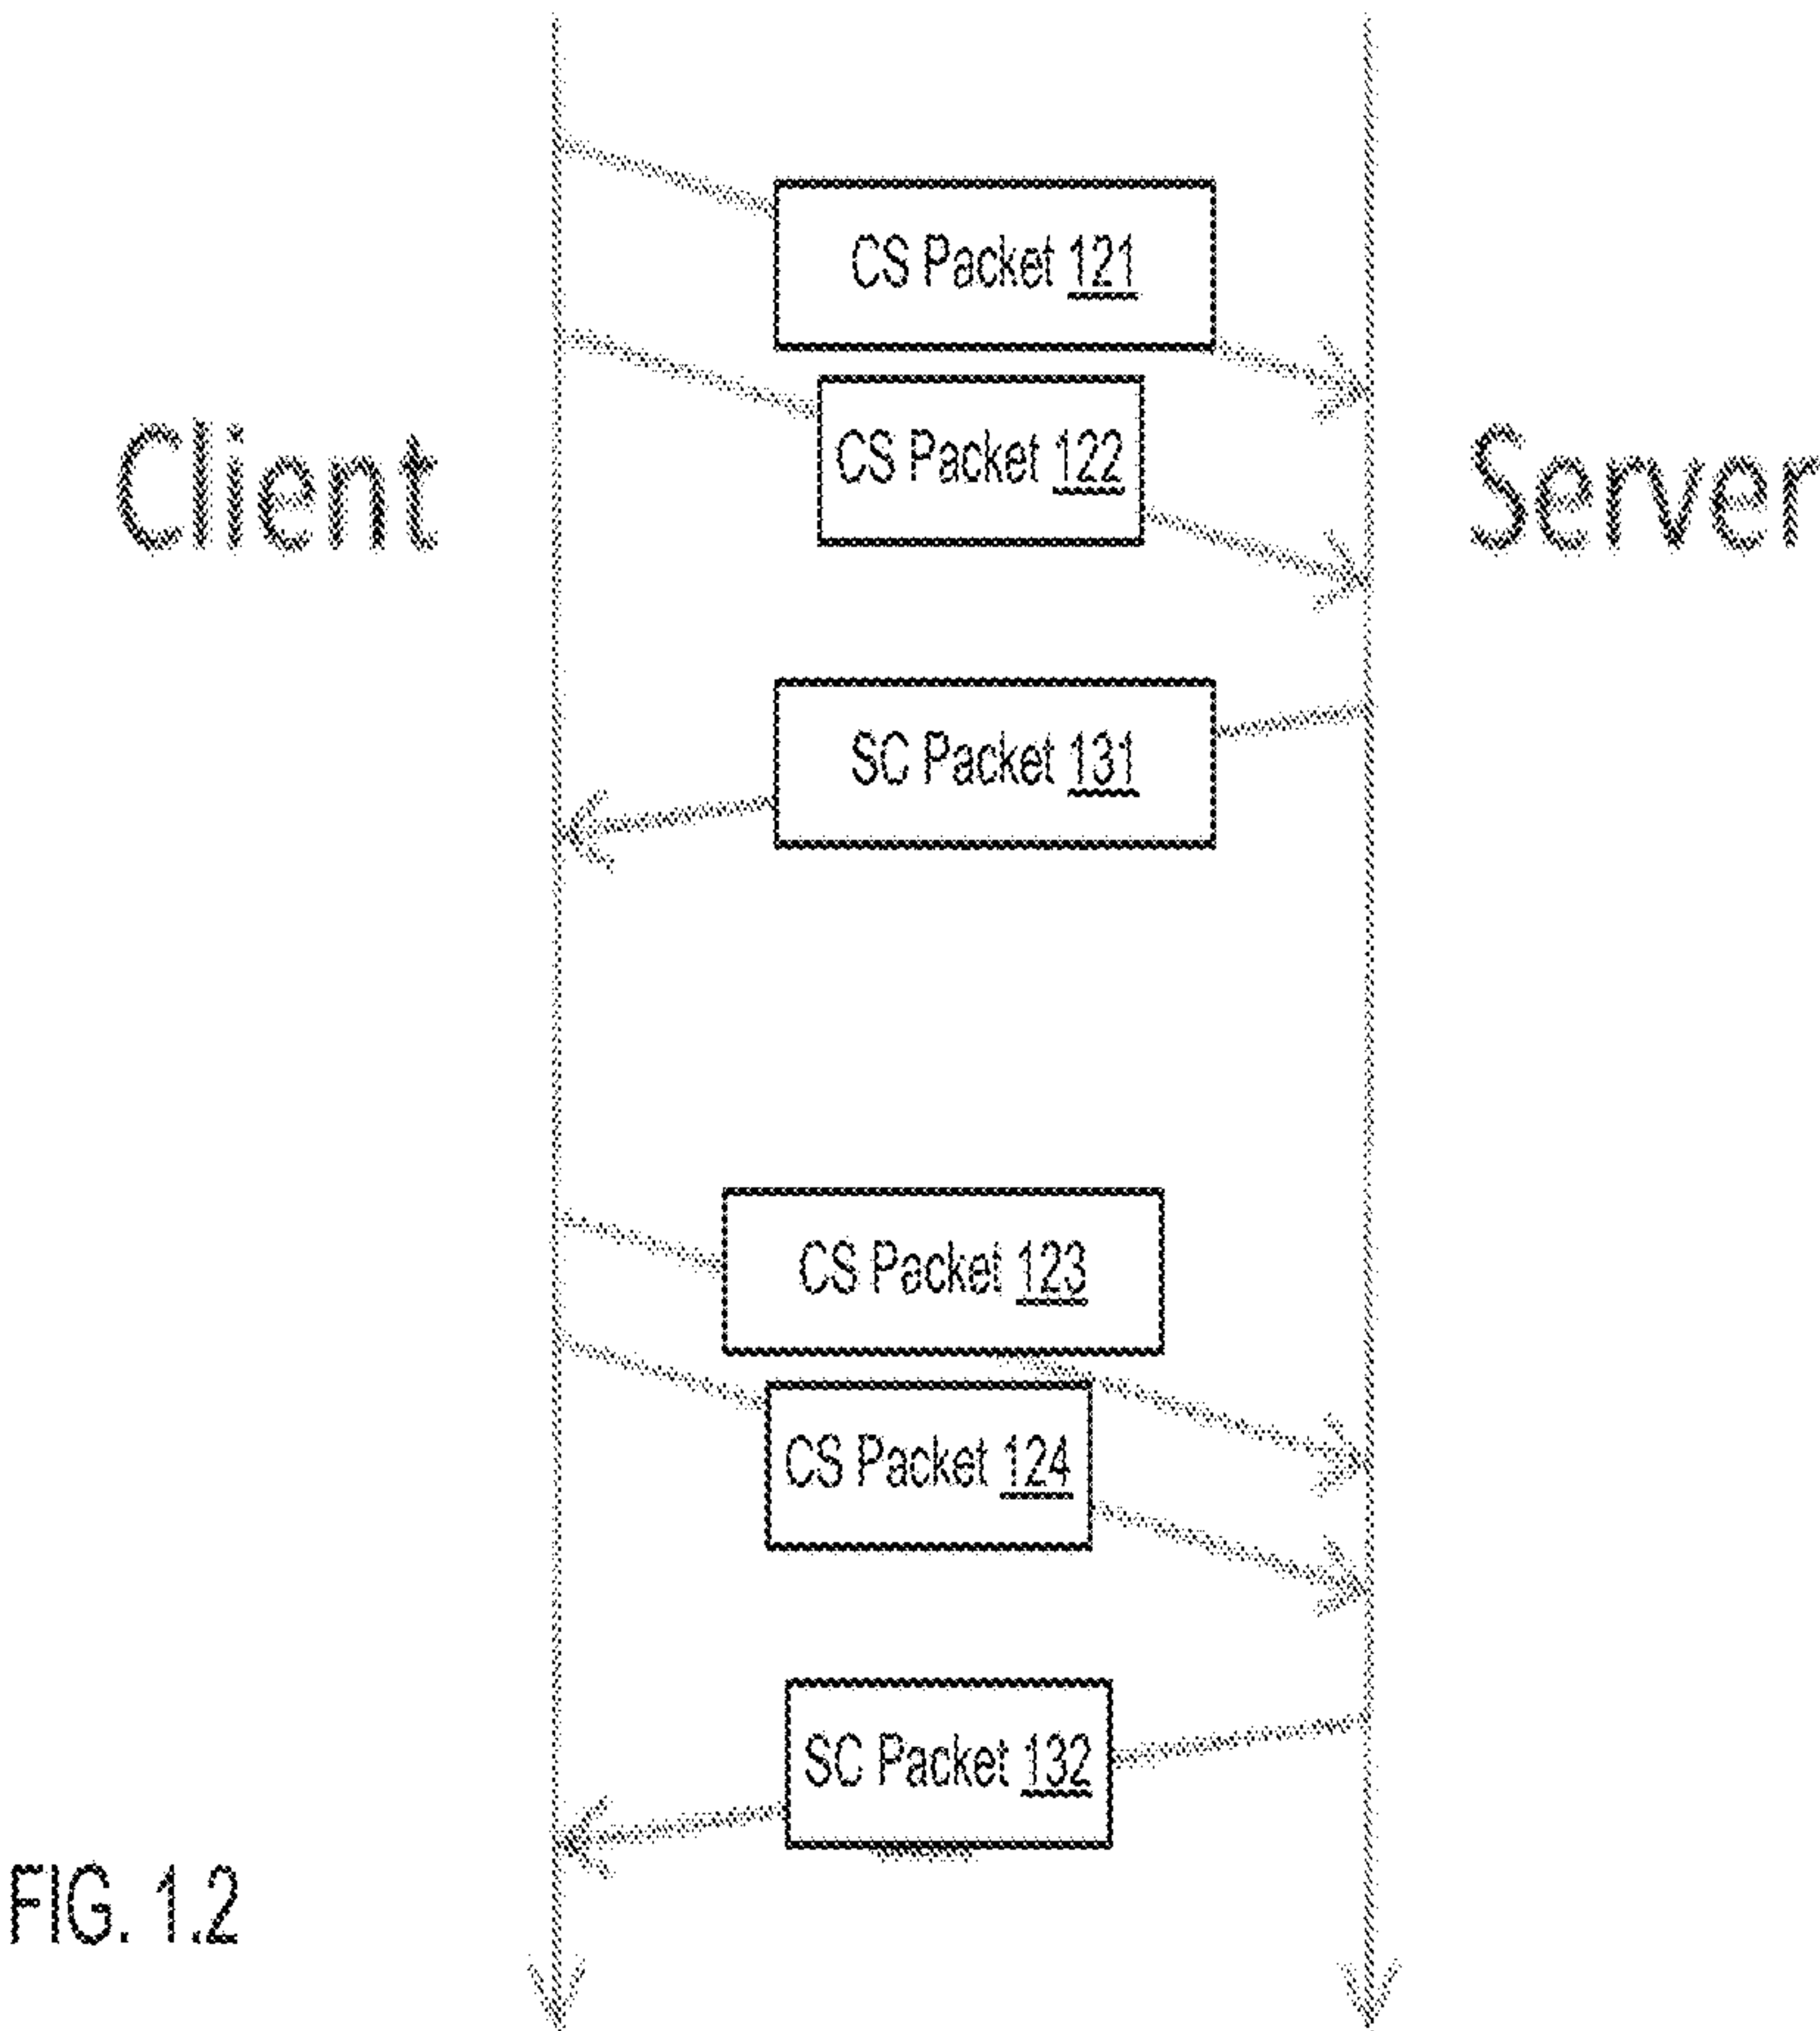 CS Packet 121
CS Packet 122
Client
Server
SC Packet 131
CS Packet 123
CS Packet 124
SC Packet 132
FIG. 1.2